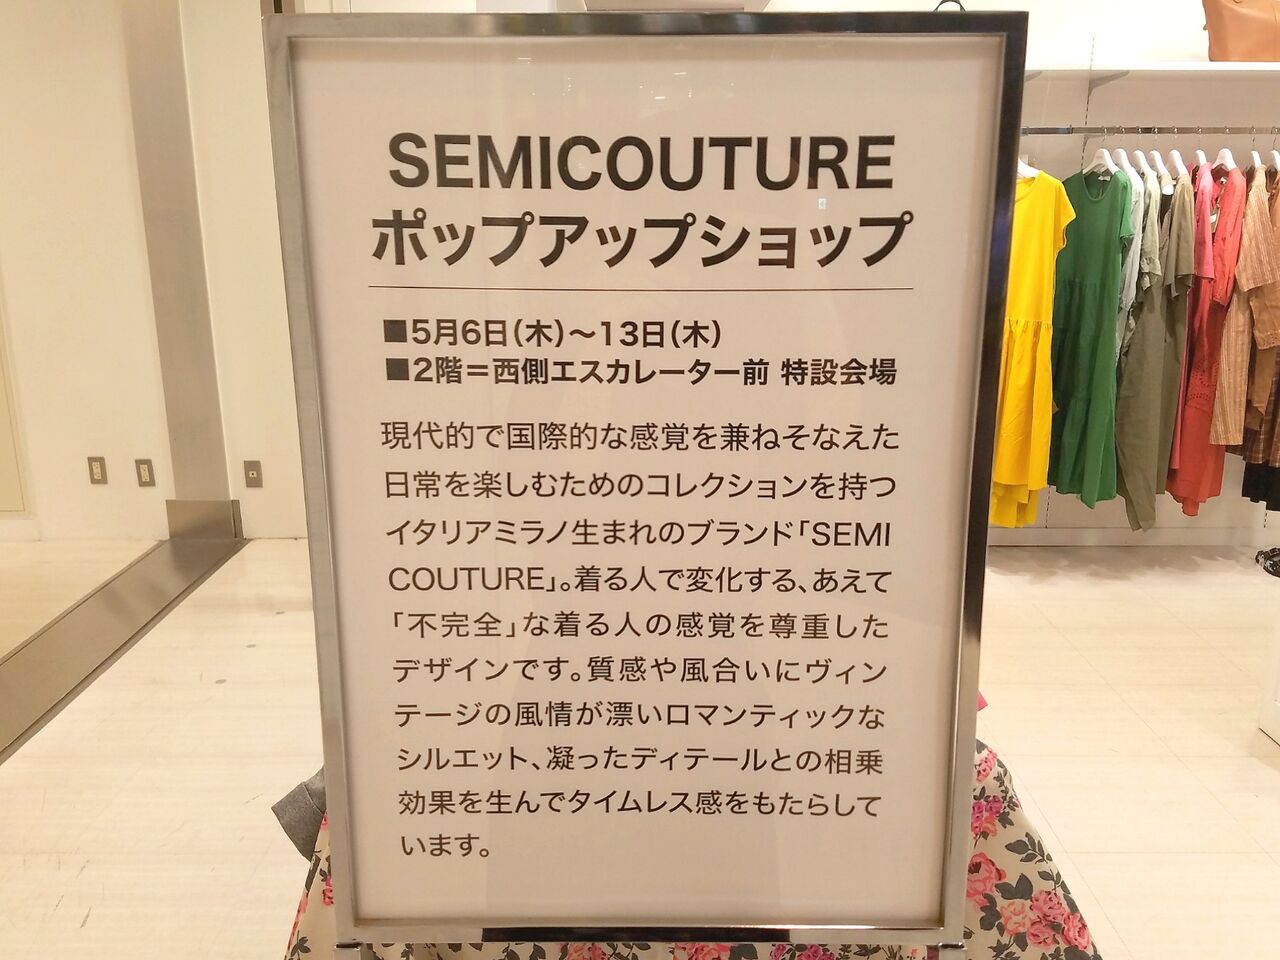 SEMICOUTURE
ポップアップショップ
■5月6日(木)～13日(木)
■2階＝西側エスカレーター前 特設会場
現代的で国際的な感覚を兼ねそなえた
日常を楽しむためのコレクションを持つ
イタリアミラノ生まれのブランド「SEMI
COUTURE」。着る人で変化する、あえて
「不完全」な着る人の感覚を尊重した
デザインです。質感や風合いにヴィン
テージの風情が漂いロマンティックな
シルエット、凝ったディテールとの相乗
効果を生んでタイムレス感をもたらして
います。